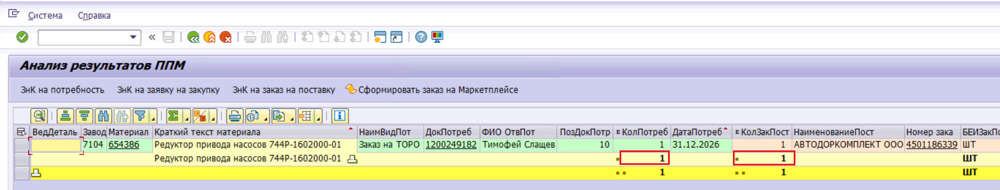 Система Справка
Анализ результатов ППМ
ЗнК на потребность ЗнК на заявку на закупку ЗнК на заказ на поставку Сформировать заказ на Маркетплейсе
ВедДеталь Завод Материал Краткий текст материала НаимВидПот ДокПотреб ФИО ОтвПот ПозДокПотр Σ КолПотреб ДатаПотреб Σ КолЗакПост НаименованиеПост Номер зака БЕИЗакПо
7104 654386 Редуктор привода насосов 744Р-1602000-01 Заказ на ТОРО 1200249182 Тимофей Слащев 10 1 31.12.2026 1 АВТОДОРКОМПЛЕКТ ООО 4501186339 ШТ
Редуктор привода насосов 744Р-1602000-01 1 1 ШТ
1 1 ШТ